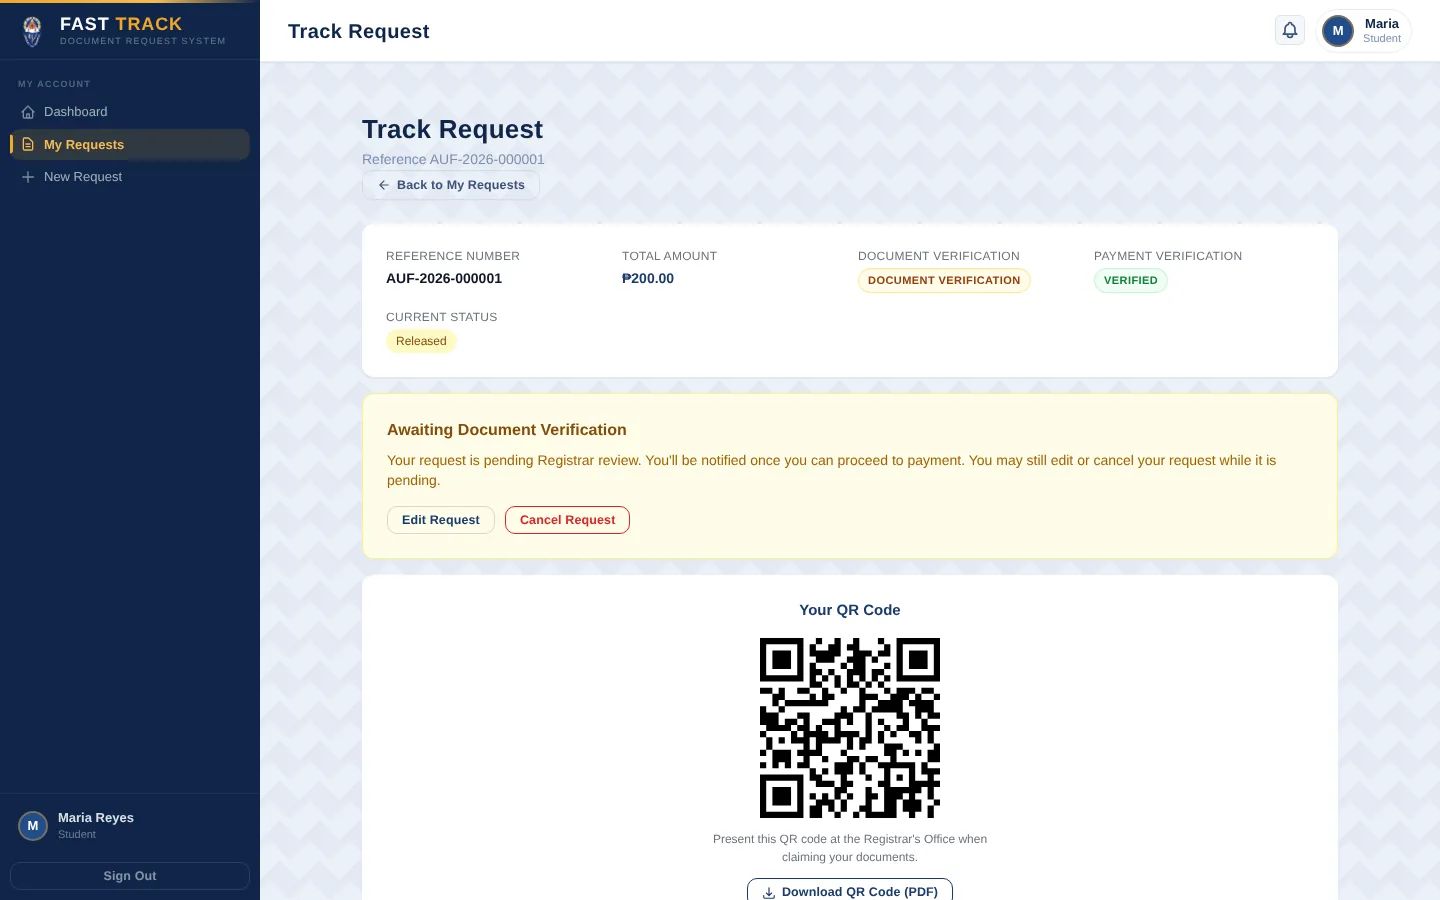 FAST TRACK
DOCUMENT REQUEST SYSTEM
MY ACCOUNT
Dashboard
My Requests
New Request
Maria Reyes
M
Student
Sign Out
Track Request
M
Maria
Student
Track Request
Reference AUF-2026-000001
Back to My Requests
REFERENCE NUMBER
AUF-2026-000001
TOTAL AMOUNT
₱200.00
DOCUMENT VERIFICATION
DOCUMENT VERIFICATION
PAYMENT VERIFICATION
VERIFIED
CURRENT STATUS
Released
Awaiting Document Verification
Your request is pending Registrar review. You'll be notified once you can proceed to payment. You may still edit or cancel your request while it is
pending.
Edit Request
Cancel Request
Your QR Code
Present this QR code at the Registrar's Office when
claiming your documents.
Download QR Code (PDF)